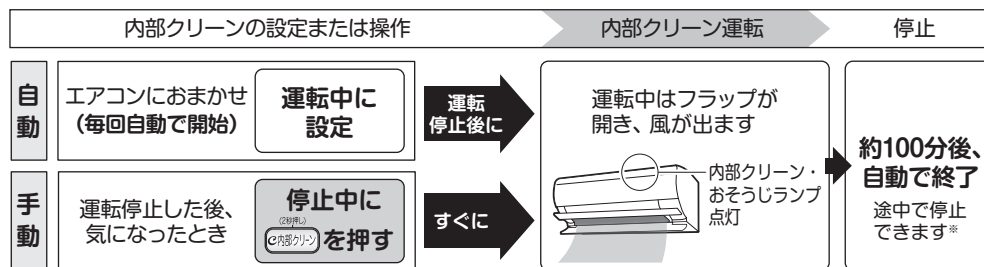 内部クリーンの設定または操作
内部クリーン運転
停止
自動
エアコンにおまかせ
（毎回自動で開始）
運転中に
設定
運転
停止後に
手動
運転停止した後、
気になったとき
停止中に
(2秒押し)
内部クリーン を押す
すぐに
運転中はフラップが
開き、風が出ます
内部クリーン・
おそうじランプ
点灯
約100分後、
自動で終了
途中で停止
できます※